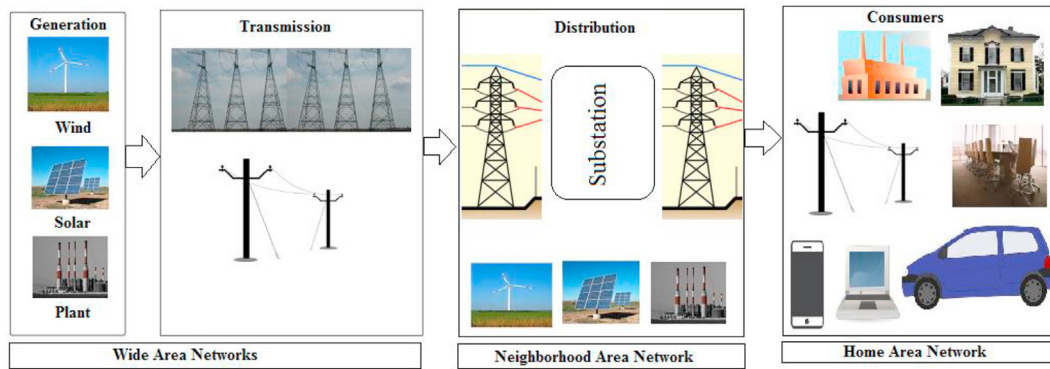 Generation
Wind
Solar
Plant
Transmission
Distribution
Substation
Consumers
Wide Area Networks
Neighborhood Area Network
Home Area Network